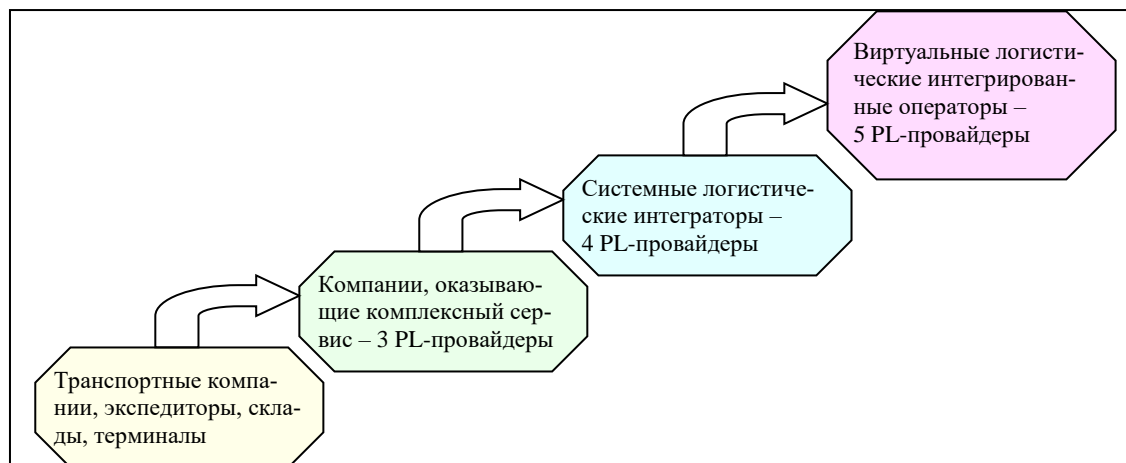 Виртуальные логисти-
ческие интегрирован-
ные операторы –
5 PL-провайдеры
Системные логистиче-
ские интеграторы –
4 PL-провайдеры
Компании, оказываю-
щие комплексный сер-
вис – 3 PL-провайдеры
Транспортные компа-
нии, экспедиторы, скла-
ды, терминалы